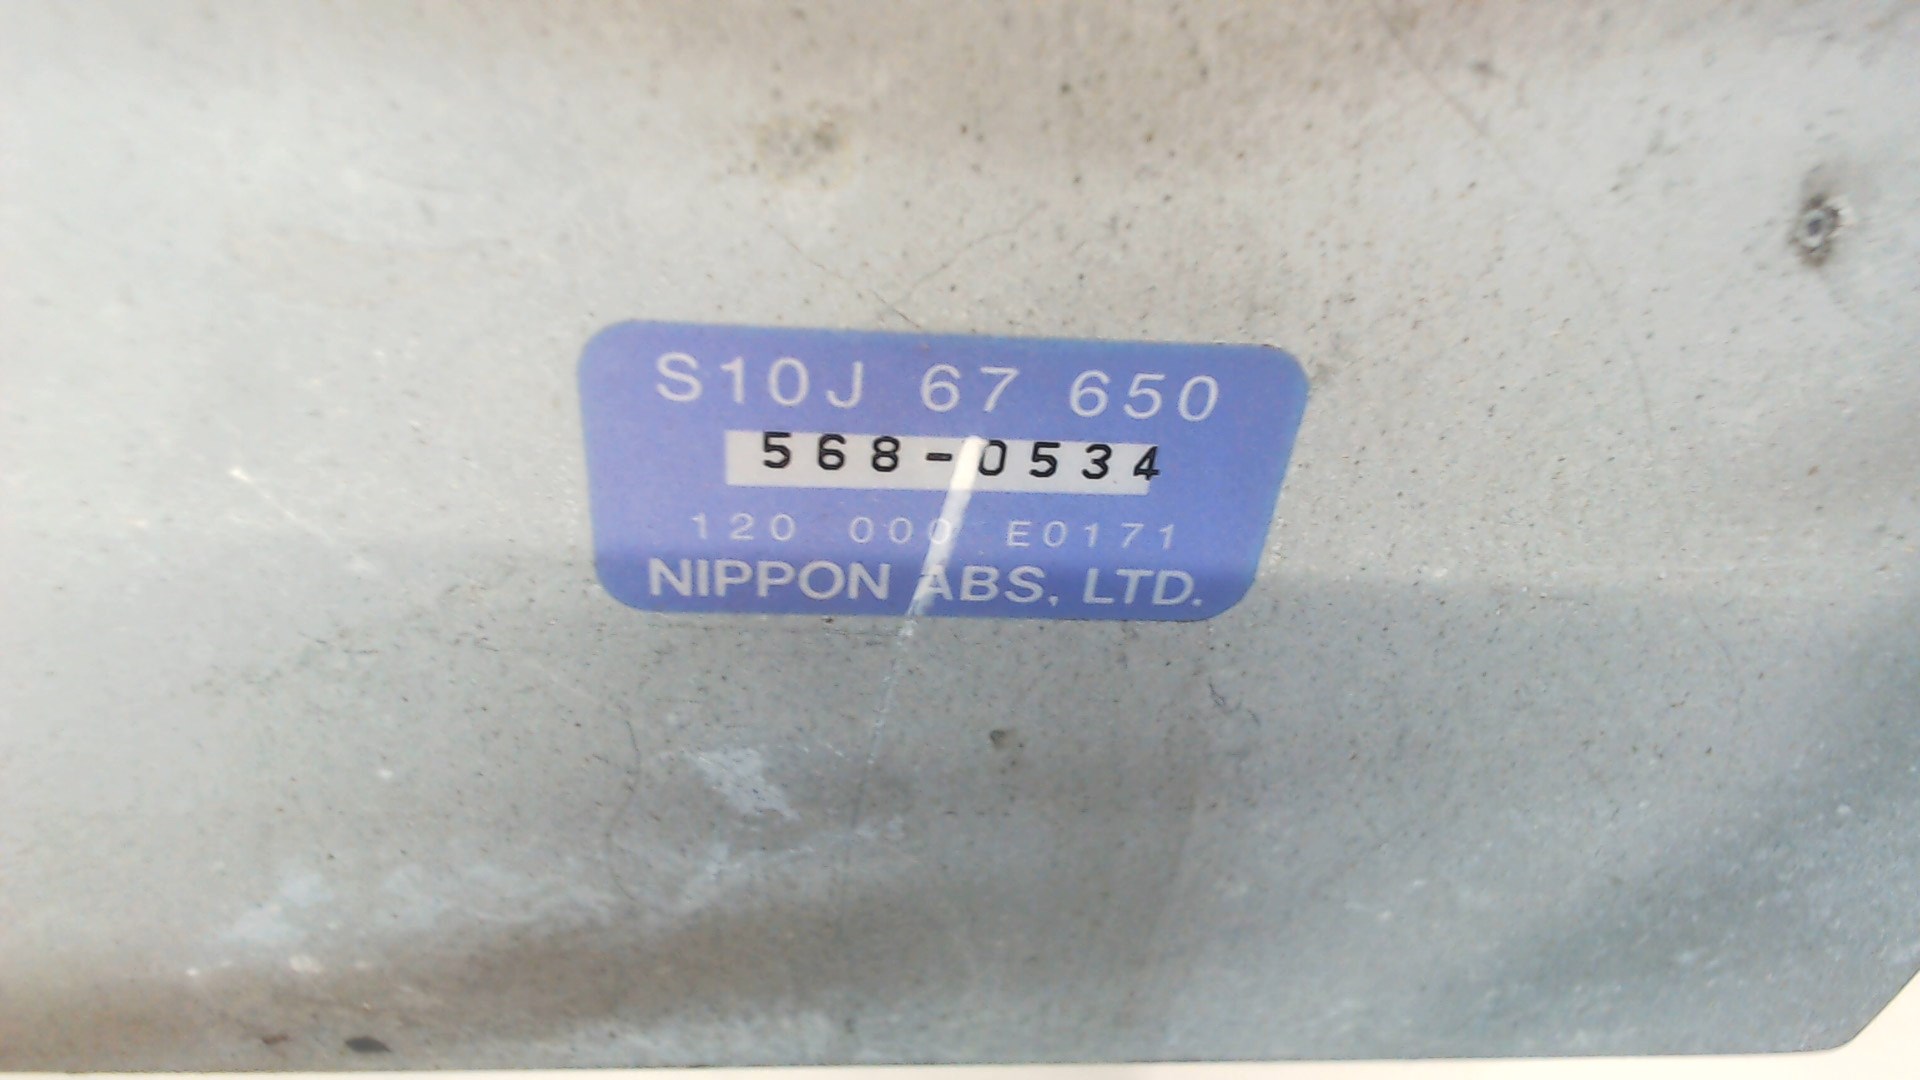 S10J 67 650
568-0534
120 000 E0171
NIPPON ABS, LTD.